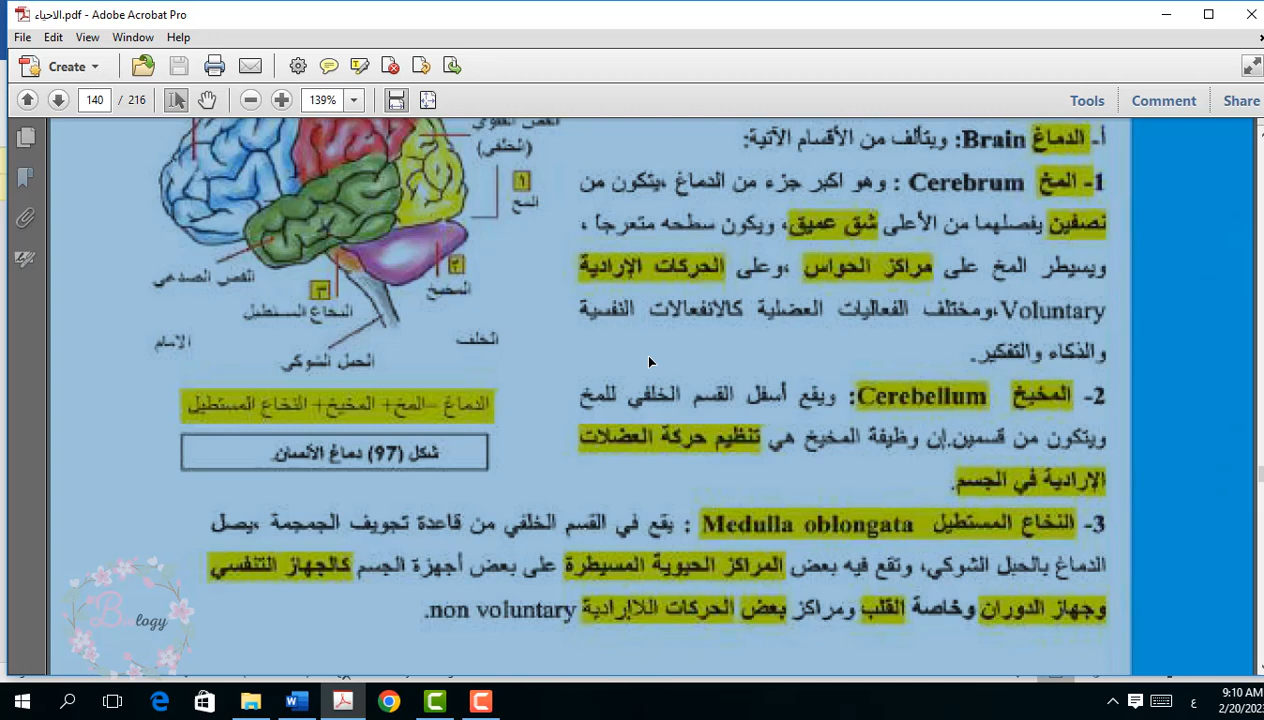 الاحياء.pdf - Adobe Acrobat Pro
File Edit View Window Help
Create
140 / 216 139% Tools Comment Share
أ- الدماغ Brain: ويتألف من الأقسام الآتية:
1- المخ Cerebrum : وهو اكبر جزء من الدماغ ،يتكون من
نصفين يفصلهما من الأعلى شق عميق، ويكون سطحه متعرجا ،
ويسيطر المخ على مراكز الحواس ،وعلى الحركات الإرادية
Voluntary ،ومختلف الفعاليات العضلية كالانفعالات النفسية
والذكاء والتفكير.
2- المخيخ Cerebellum: ويقع أسفل القسم الخلفي للمخ
ويتكون من قسمين.إن وظيفة المخيخ هي تنظيم حركة العضلات
الإرادية في الجسم.
3- النخاع المستطيل Medulla oblongata : يقع في القسم الخلفي من قاعدة تجويف الجمجمة ،يصل
الدماغ بالحبل الشوكي، وتقع فيه بعض المراكز الحيوية المسيطرة على بعض أجهزة الجسم كالجهاز التنفسي
وجهاز الدوران وخاصة القلب ومراكز بعض الحركات اللاإرادية non voluntary.
(الخلفي)
١
المخ
٢
المخيخ
الفص الصدغي
٣
النخاع المستطيل
الخلف
الامام
الحبل الشوكي
الدماغ =المخ+ المخيخ+ النخاع المستطيل
شكل (97) دماغ الأنسان.
Biology
9:10 AM